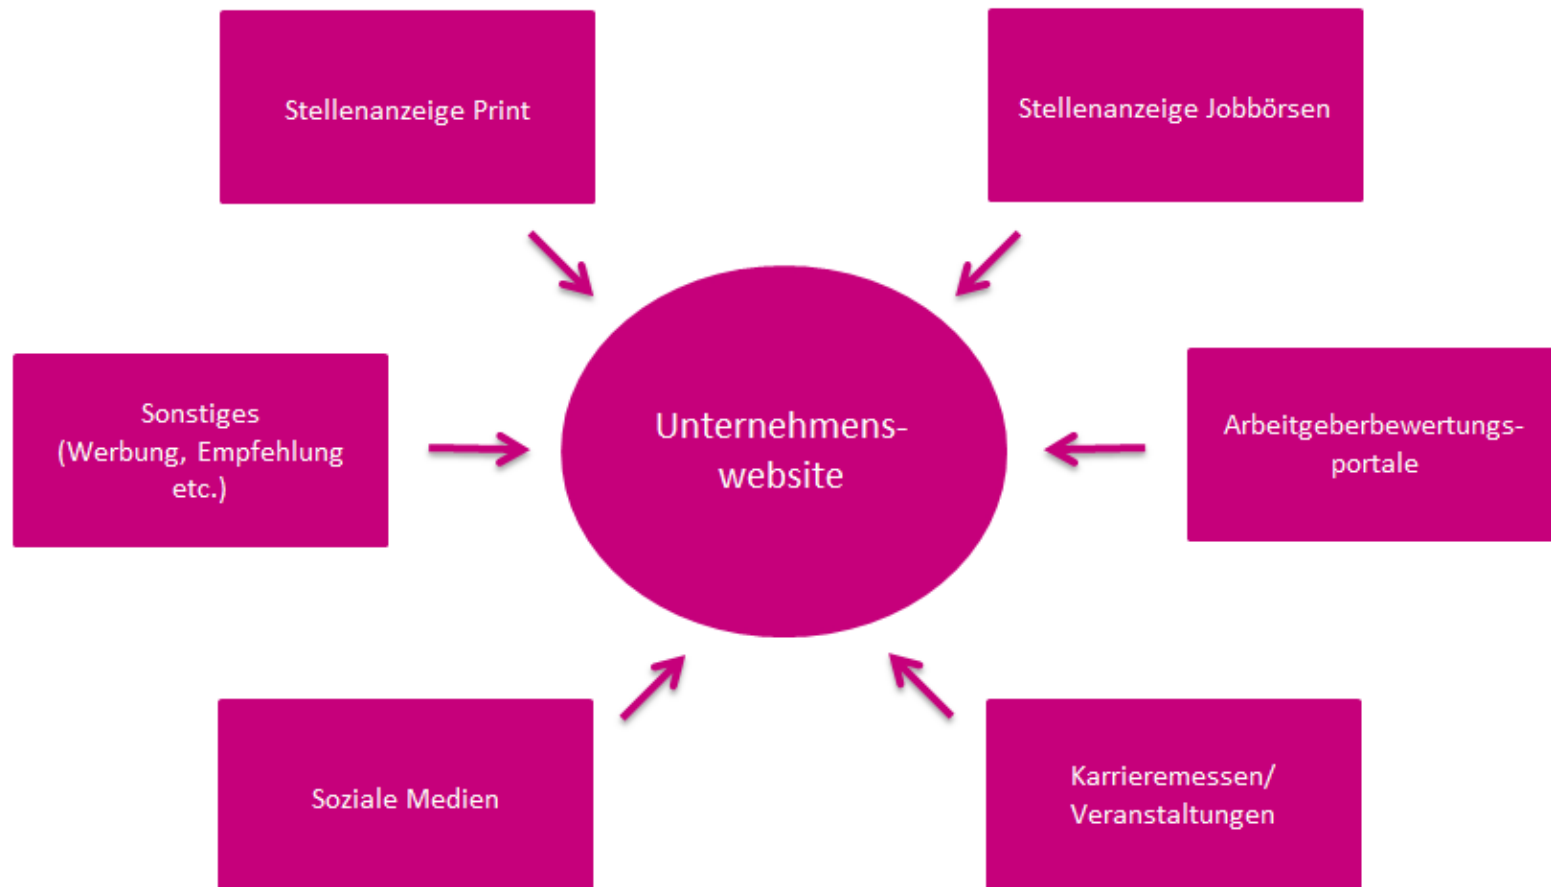 Stellenanzeige Print
Stellenanzeige Jobbörsen
Sonstiges
(Werbung, Empfehlung
etc.)
Unternehmens-
website
Arbeitgeberbewertungs-
portale
Soziale Medien
Karrieremessen/
Veranstaltungen